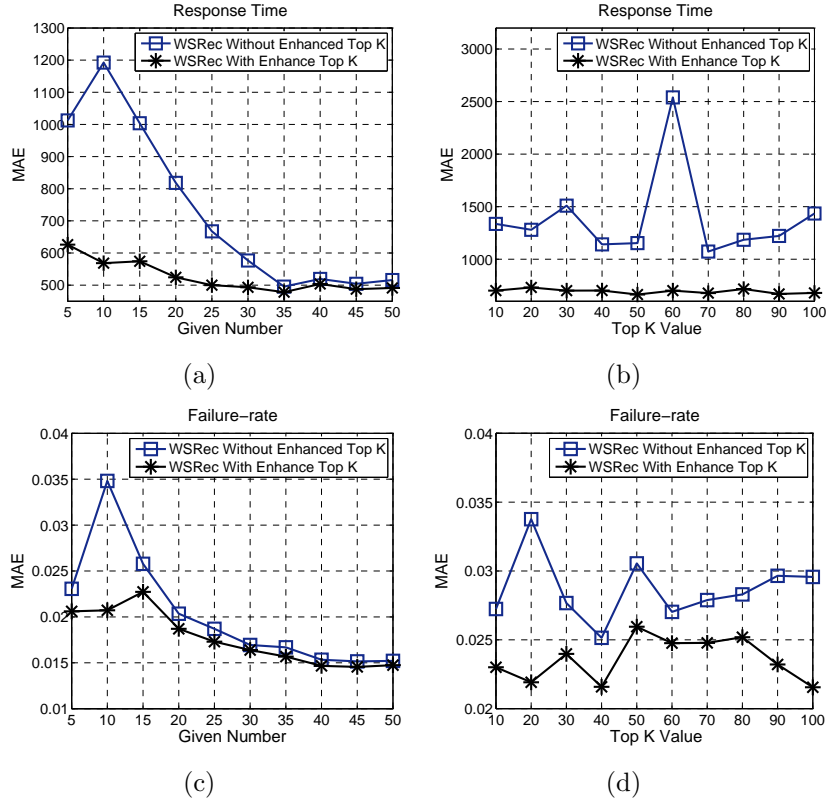 Response Time
1300
1200
1100
1000
900
800
700
600
500
MAE
WSRec Without Enhanced Top K
WSRec With Enhance Top K
5 10 15 20 25 30 35 40 45 50
Given Number
(a)
Response Time
3000
2500
2000
1500
1000
MAE
WSRec Without Enhanced Top K
WSRec With Enhance Top K
10 20 30 40 50 60 70 80 90 100
Top K Value
(b)
Failure−rate
0.04
0.035
0.03
0.025
0.02
0.015
0.01
MAE
WSRec Without Enhanced Top K
WSRec With Enhance Top K
5 10 15 20 25 30 35 40 45 50
Given Number
(c)
Failure−rate
0.04
0.035
0.03
0.025
0.02
MAE
WSRec Without Enhanced Top K
WSRec With Enhance Top K
10 20 30 40 50 60 70 80 90 100
Top K Value
(d)